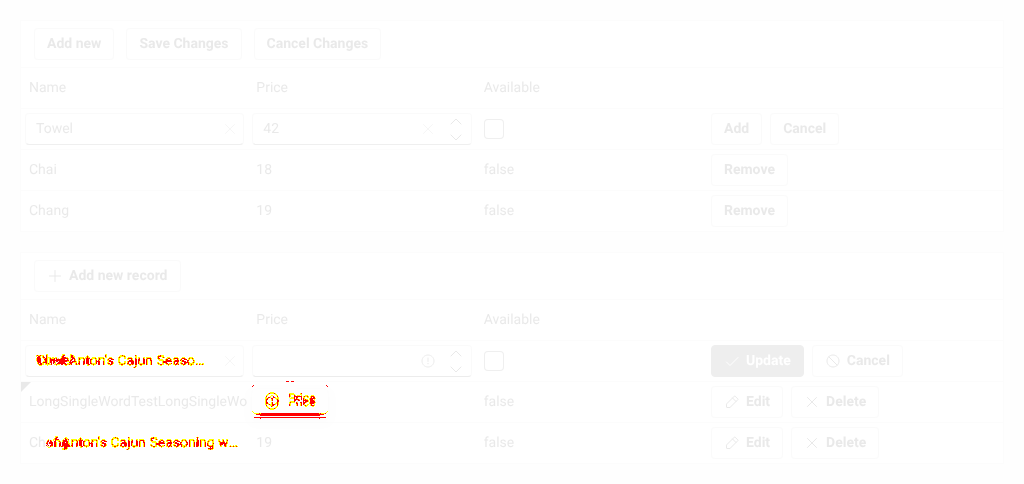 Add new Save Changes Cancel Changes
Name Price Available
Towel 42 Add Cancel
Chai 18 false Remove
Chang 19 false Remove
Add new record
Name Price Available
Anton's Cajun Seaso... Update Cancel
LongSingleWordTestLongSingleWo false Edit Delete
Anton's Cajun Seasoning w... 19 false Edit Delete